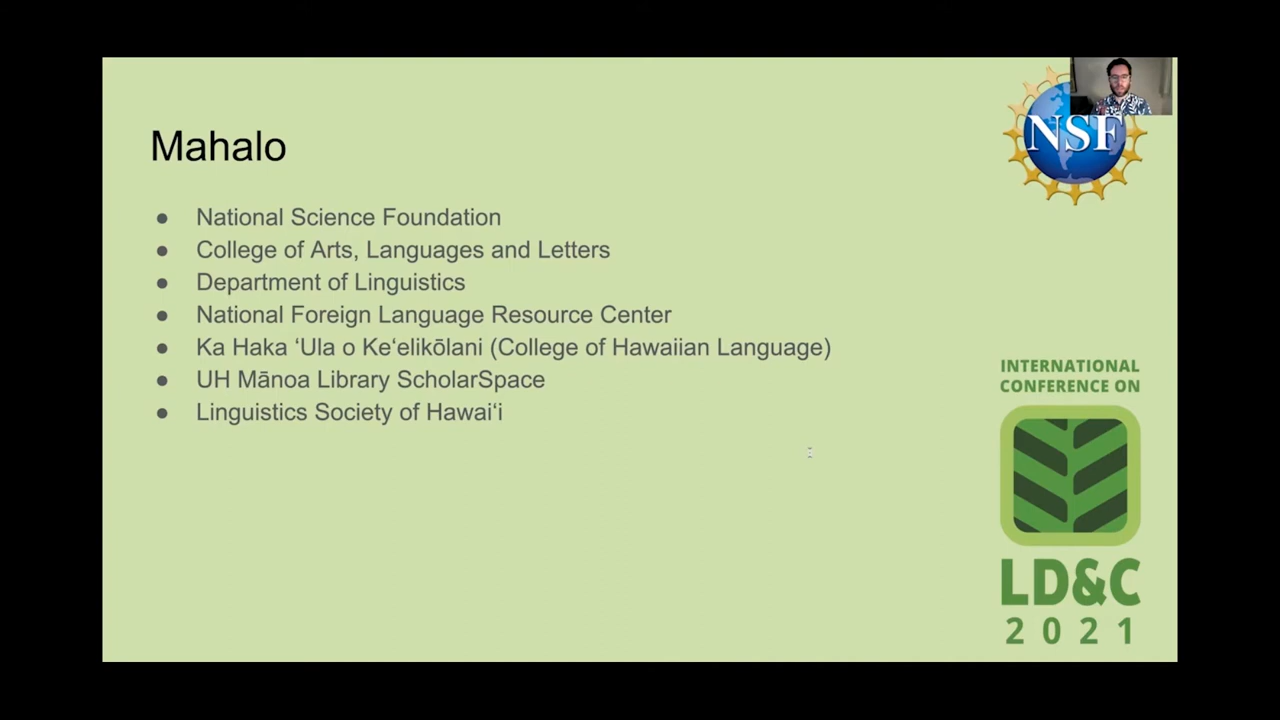 Mahalo
● National Science Foundation
● College of Arts, Languages and Letters
● Department of Linguistics
● National Foreign Language Resource Center
● Ka Haka ʻUla o Keʻelikōlani (College of Hawaiian Language)
● UH Mānoa Library ScholarSpace
● Linguistics Society of Hawaiʻi
NSF
INTERNATIONAL
CONFERENCE ON
LD&C
2021